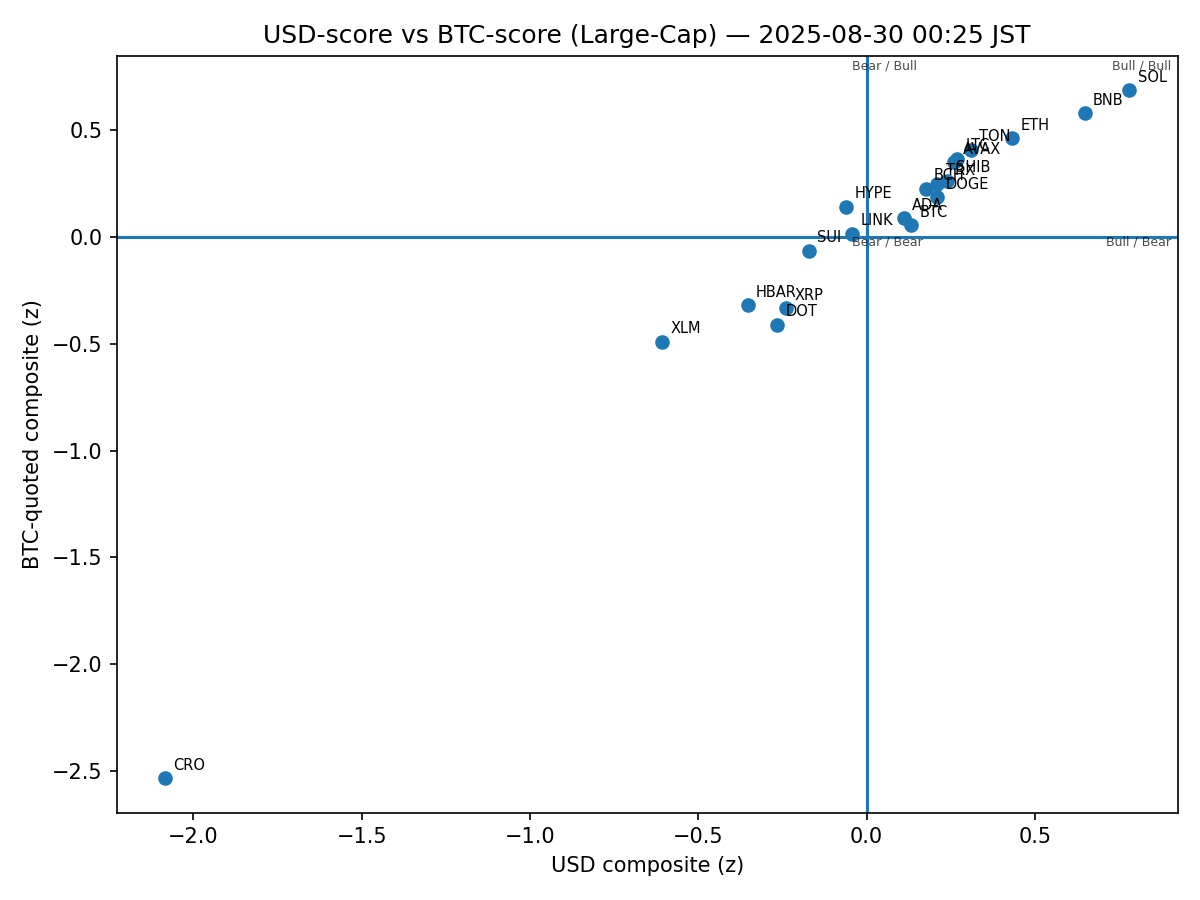 USD-score vs BTC-score (Large-Cap) — 2025-08-30 00:25 JST
Bear / Bull
Bull / Bull
SOL
BNB
ETH
TON
LTC
AVAX
SHIB
TRX
BCH
DOGE
HYPE
ADA
BTC
LINK
SUI
Bear / Bear
Bull / Bear
HBAR
XRP
DOT
XLM
CRO
0.5
0.0
−0.5
−1.0
−1.5
−2.0
−2.5
BTC-quoted composite (z)
−2.0
−1.5
−1.0
−0.5
0.0
0.5
USD composite (z)